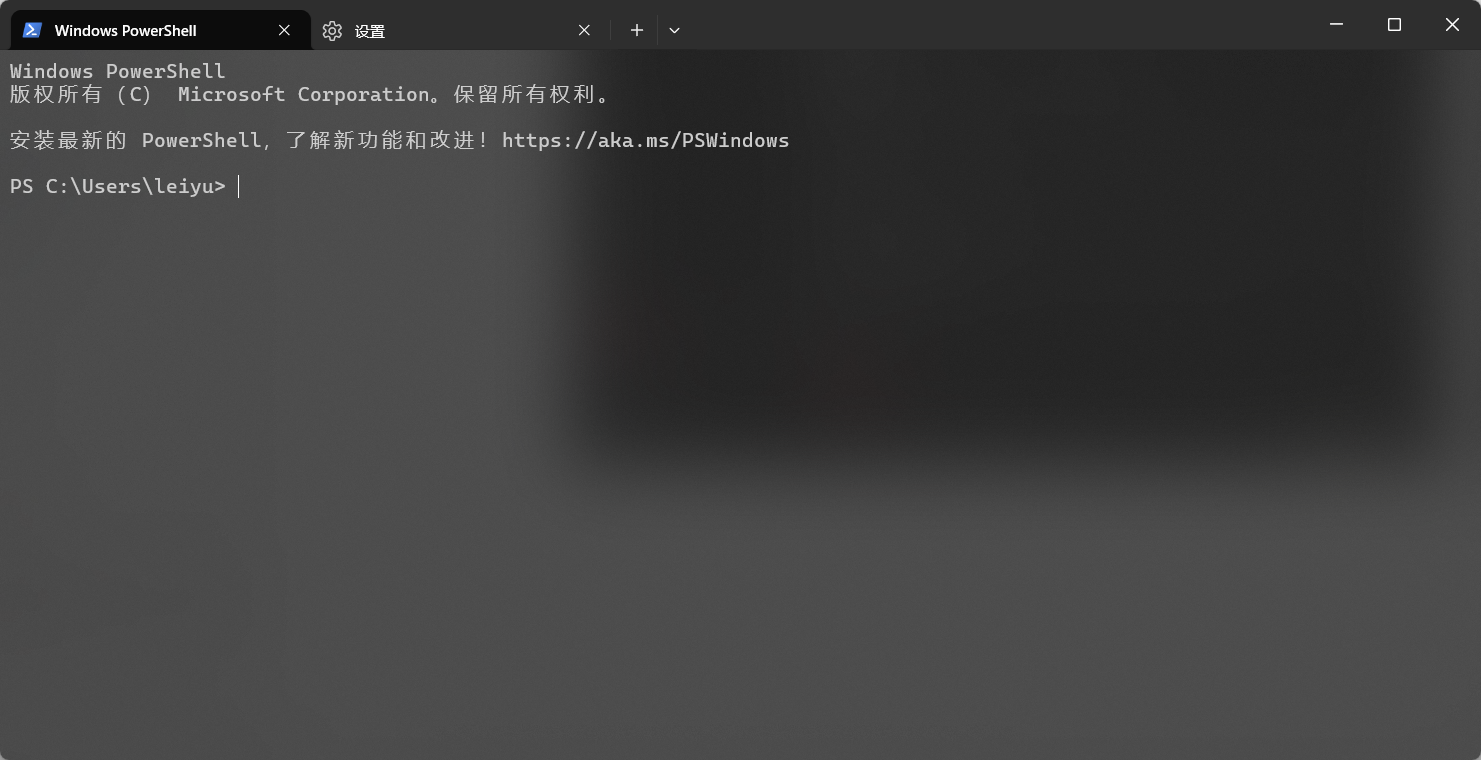 Windows PowerShell
设置
Windows PowerShell
版权所有（C） Microsoft Corporation。保留所有权利。
安装最新的 PowerShell，了解新功能和改进！https://aka.ms/PSWindows
PS C:\Users\leiyu>